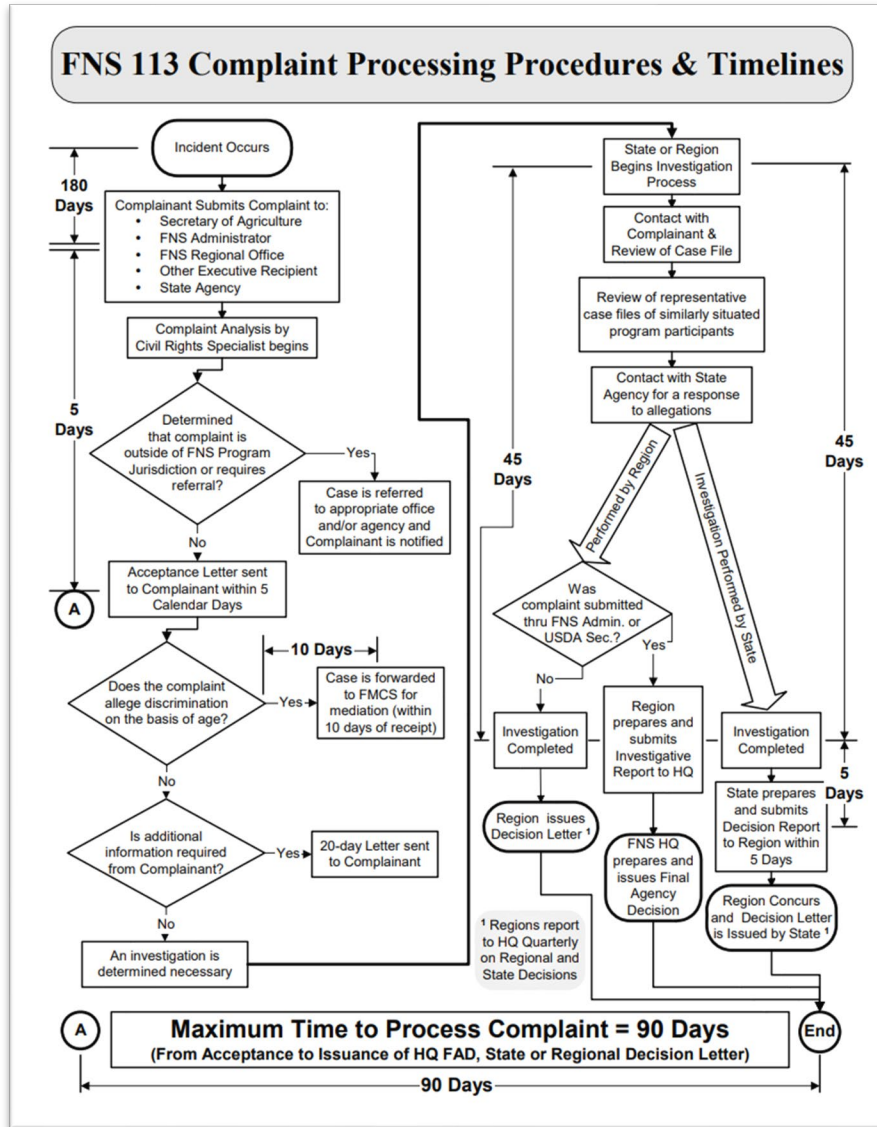 FNS 113 Complaint Processing Procedures & Timelines
Incident Occurs
180
Days
Complainant Submits Complaint to:
• Secretary of Agriculture
• FNS Administrator
• FNS Regional Office
• Other Executive Recipient
• State Agency
Complaint Analysis by
Civil Rights Specialist begins
5
Days
Determined
that complaint is
outside of FNS Program
Jurisdiction or requires
referral?
Yes
Case is referred
to appropriate office
and/or agency and
Complainant is notified
No
Acceptance Letter sent
to Complainant within 5
Calendar Days
A
10 Days
Does the complaint
allege discrimination
on the basis of age?
Yes
Case is forwarded
to FMCS for
mediation (within
10 days of receipt)
No
Is additional
information required
from Complainant?
Yes
20-day Letter sent
to Complainant
No
An investigation is
determined necessary
State or Region
Begins Investigation
Process
Contact with
Complainant &
Review of Case File
Review of representative
case files of similarly situated
program participants
Contact with State
Agency for a response
to allegations
45
Days
45
Days
Performed by Region
Investigation Performed by State
Was
complaint submitted
thru FNS Admin. or
USDA Sec.?
No
Yes
Investigation
Completed
Region
prepares and
submits
Investigative
Report to HQ
Investigation
Completed
5
Days
Region issues
Decision Letter ¹
FNS HQ
prepares and
issues Final
Agency
Decision
State prepares
and submits
Decision Report
to Region within
5 Days
Region Concurs
and Decision Letter
is Issued by State ¹
¹ Regions report
to HQ Quarterly
on Regional and
State Decisions
A
Maximum Time to Process Complaint = 90 Days
(From Acceptance to Issuance of HQ FAD, State or Regional Decision Letter)
End
90 Days